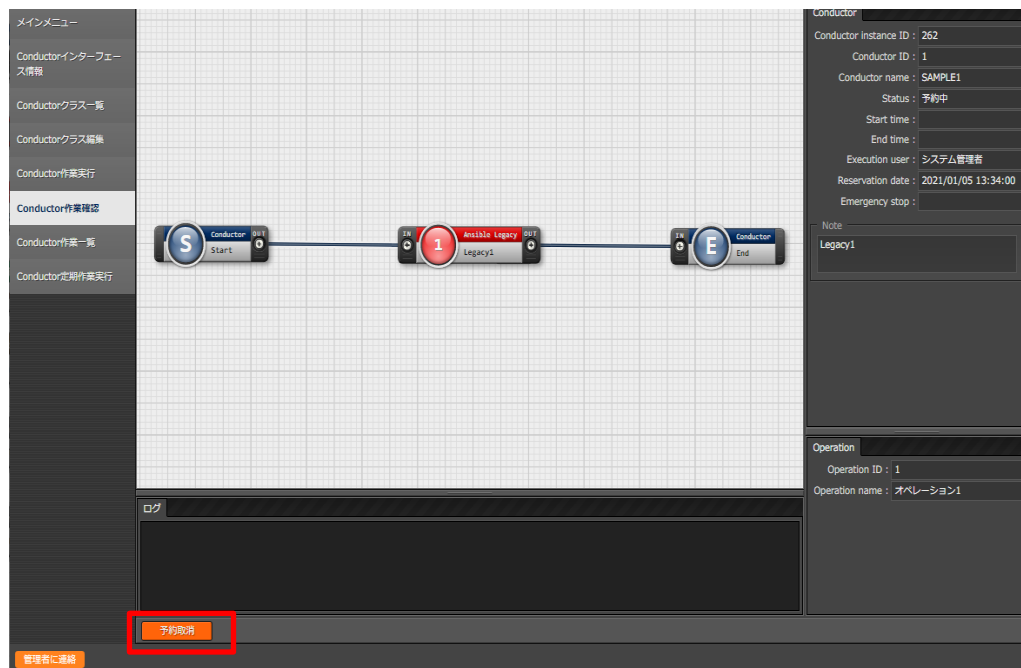 メインメニュー
Conductorインターフェー
ス情報
Conductorクラス一覧
Conductorクラス編集
Conductor作業実行
Conductor作業確認
Conductor作業一覧
Conductor定期作業実行
S
Conductor OUT
Start
IN Ansible Legacy OUT
1
Legacy1
IN Conductor
E
End
Conductor
Conductor instance ID : 262
Conductor ID : 1
Conductor name : SAMPLE1
Status : 予約中
Start time :
End time :
Execution user : システム管理者
Reservation date : 2021/01/05 13:34:00
Emergency stop :
Note
Legacy1
Operation
Operation ID : 1
Operation name : オペレーション1
ログ
予約取消
管理者に連絡